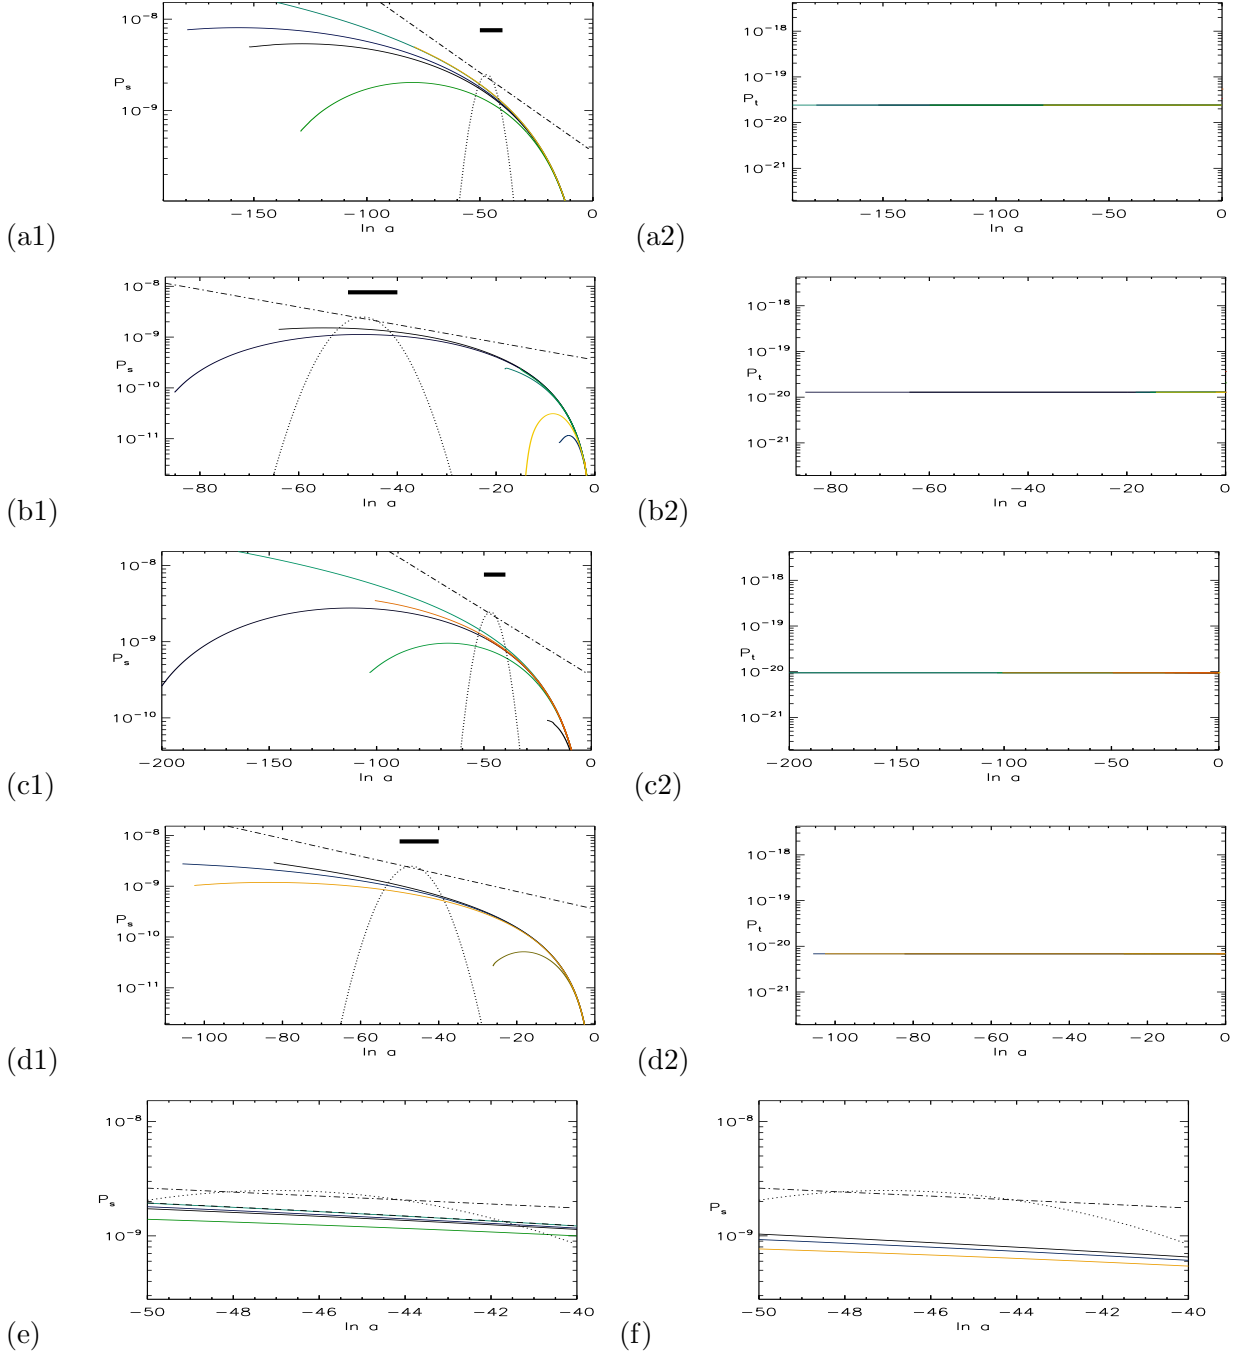 10⁻⁸
P_s
10⁻⁹
−150 −100 −50 0
ln a
(a1)
10⁻¹⁸
10⁻¹⁹
P_t
10⁻²⁰
10⁻²¹
−150 −100 −50 0
ln a
(a2)
10⁻⁸
10⁻⁹
P_s
10⁻¹⁰
10⁻¹¹
−80 −60 −40 −20 0
ln a
(b1)
10⁻¹⁸
10⁻¹⁹
P_t
10⁻²⁰
10⁻²¹
−80 −60 −40 −20 0
ln a
(b2)
10⁻⁸
10⁻⁹
P_s
10⁻¹⁰
−200 −150 −100 −50 0
ln a
(c1)
10⁻¹⁸
10⁻¹⁹
P_t
10⁻²⁰
10⁻²¹
−200 −150 −100 −50 0
ln a
(c2)
10⁻⁸
10⁻⁹
P_s
10⁻¹⁰
10⁻¹¹
−100 −80 −60 −40 −20 0
ln a
(d1)
10⁻¹⁸
10⁻¹⁹
P_t
10⁻²⁰
10⁻²¹
−100 −80 −60 −40 −20 0
ln a
(d2)
10⁻⁸
P_s
10⁻⁹
−50 −48 −46 −44 −42 −40
ln a
(e)
10⁻⁸
P_s
10⁻⁹
−50 −48 −46 −44 −42 −40
ln a
(f)